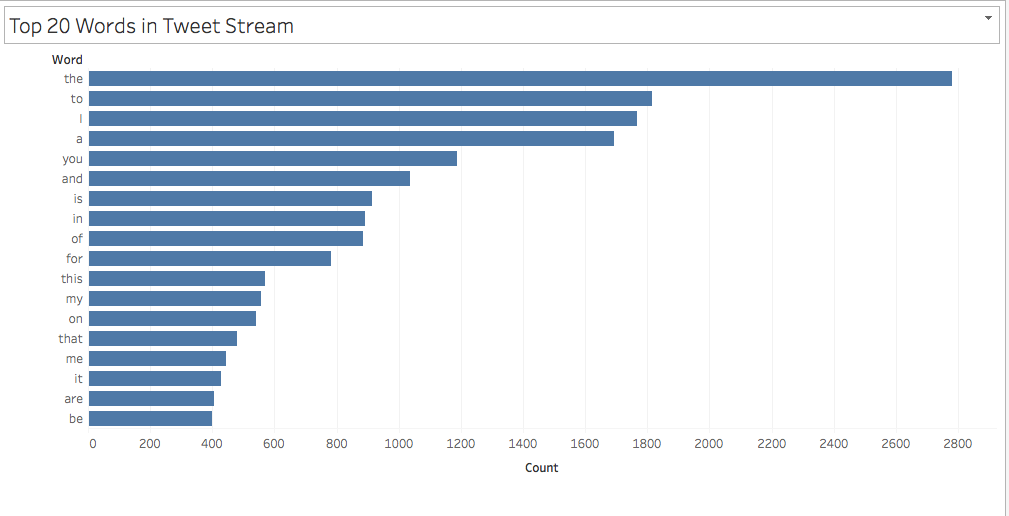 Top 20 Words in Tweet Stream
Word
the
to
I
a
you
and
is
in
of
for
this
my
on
that
me
it
are
be
0 200 400 600 800 1000 1200 1400 1600 1800 2000 2200 2400 2600 2800
Count